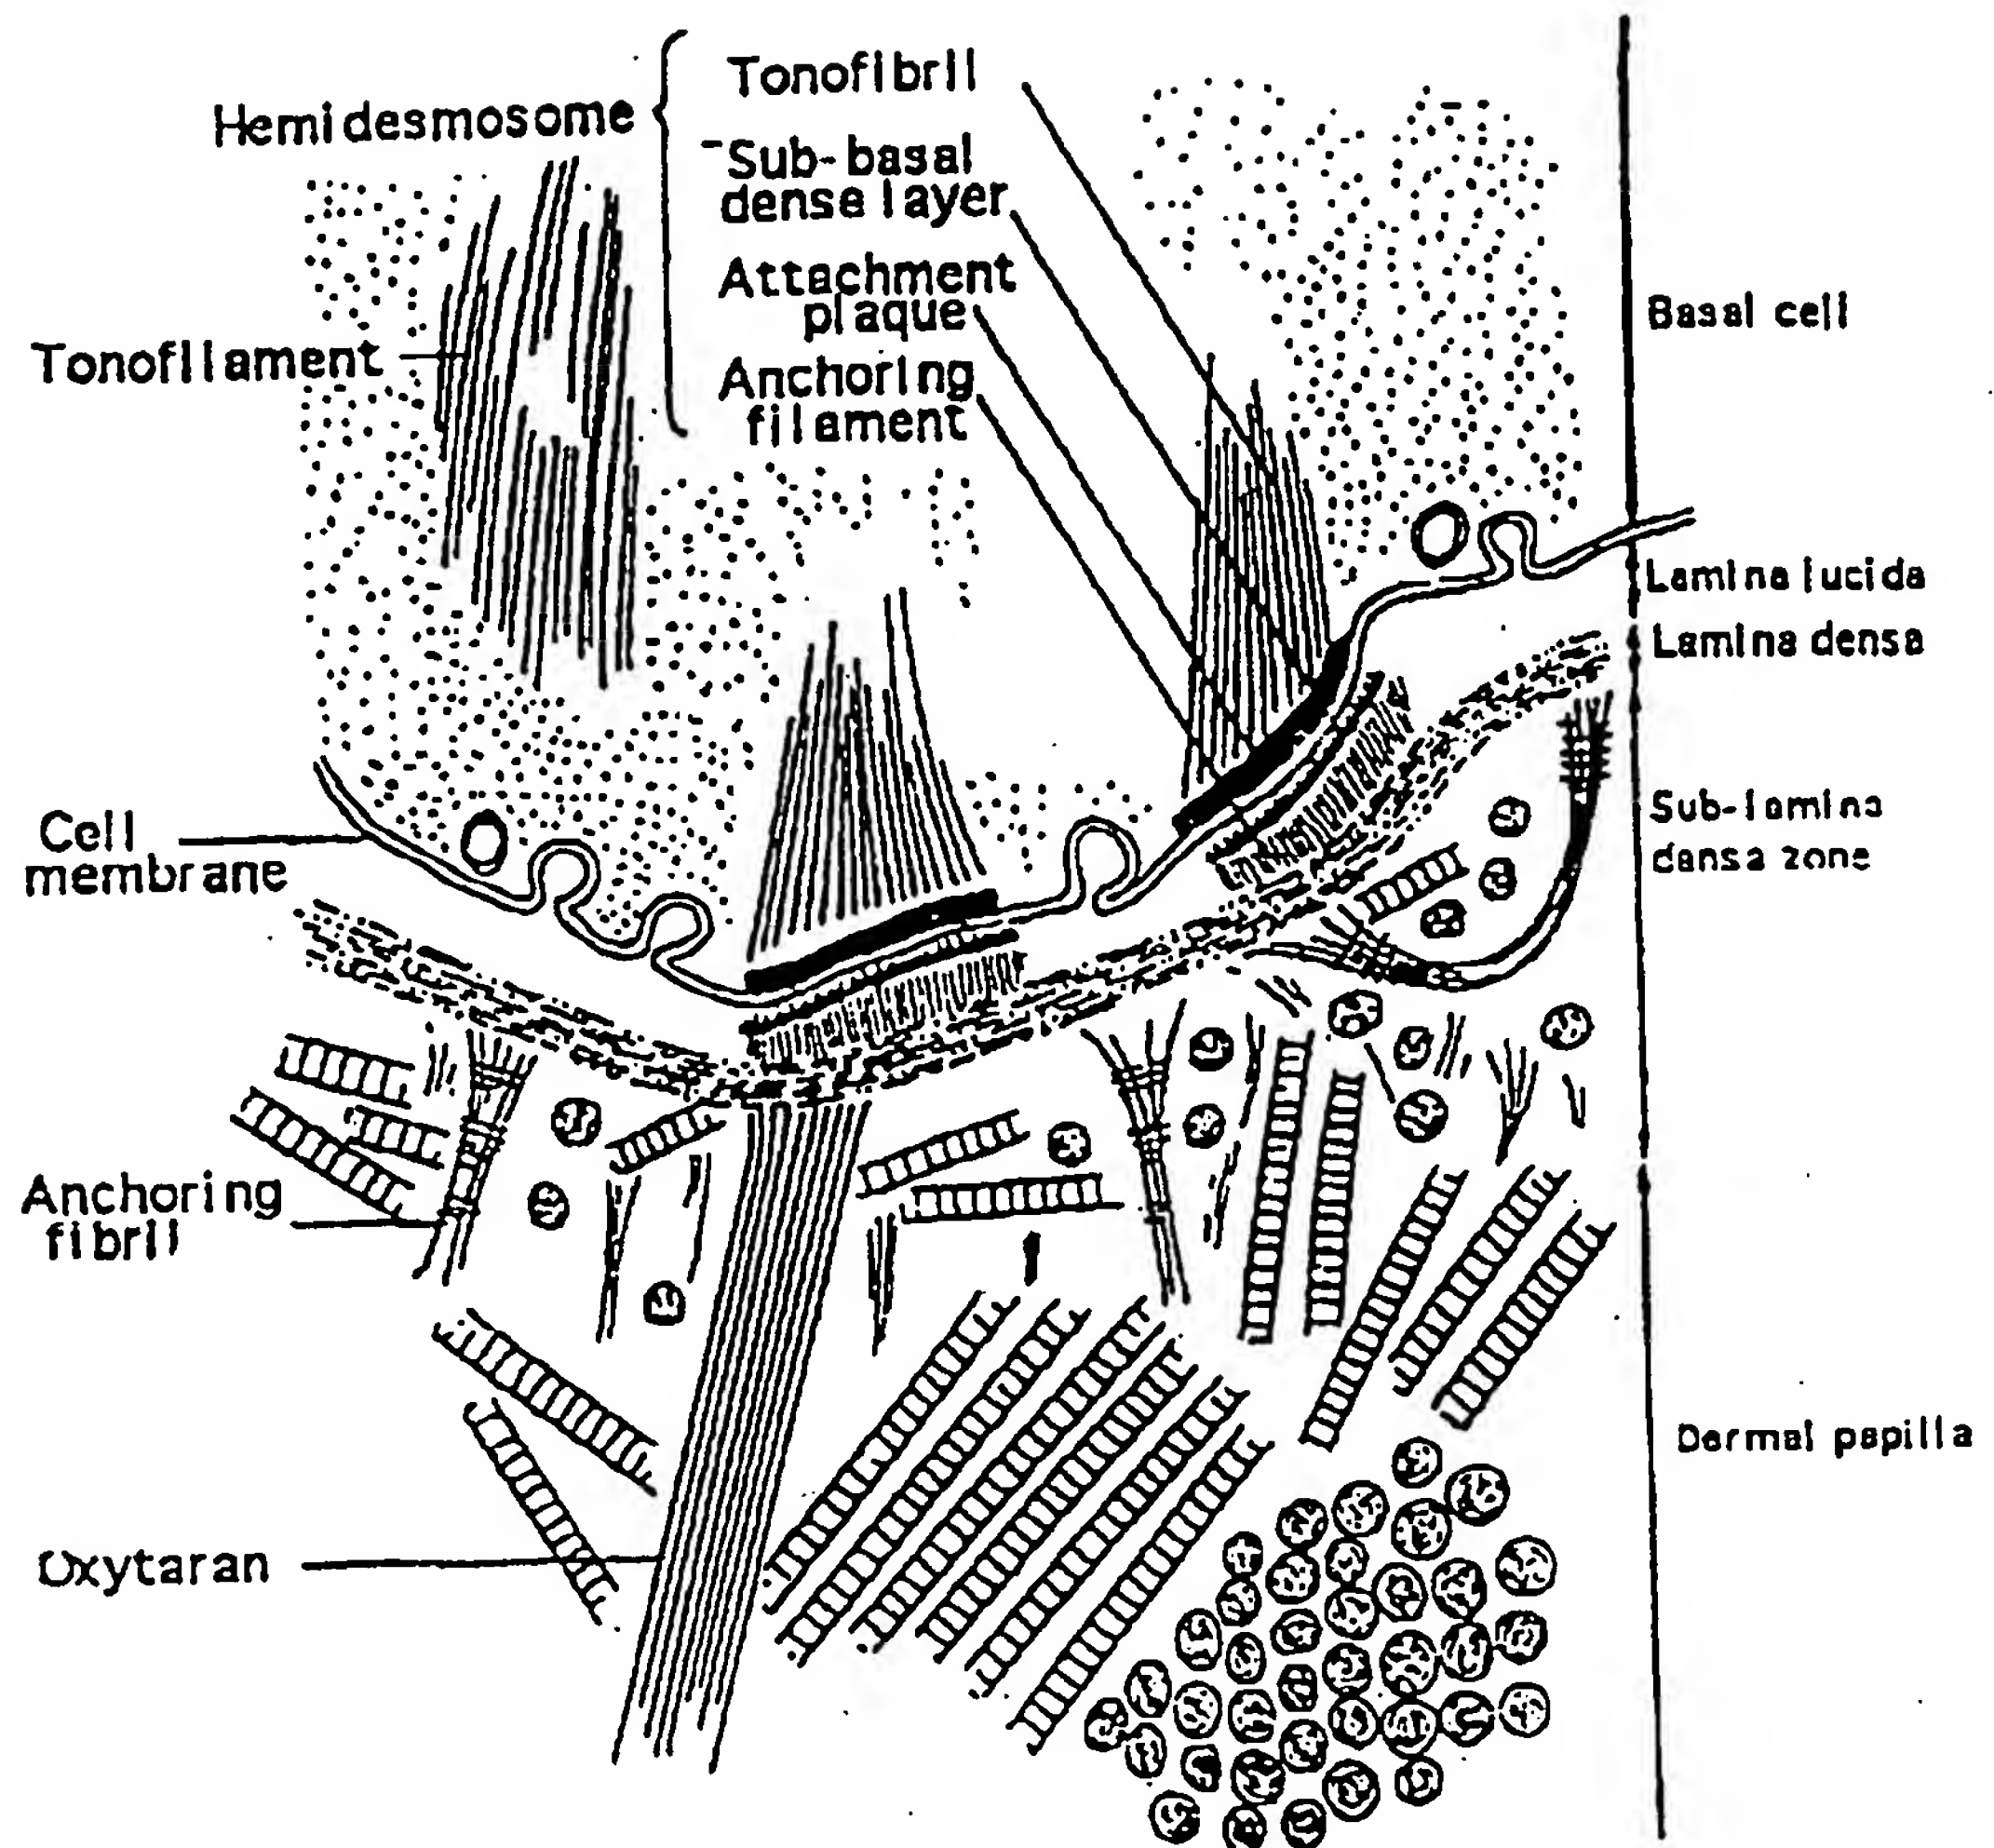 Hemidesmosome
Tonofibril
Sub-basal
dense layer
Attachment
plaque
Anchoring
filament
Tonofilament
Basal cell
Lamina lucida
Lamina densa
Sub-lamina
densa zone
Cell
membrane
Anchoring
fibril
Oxytaran
Dermal papilla